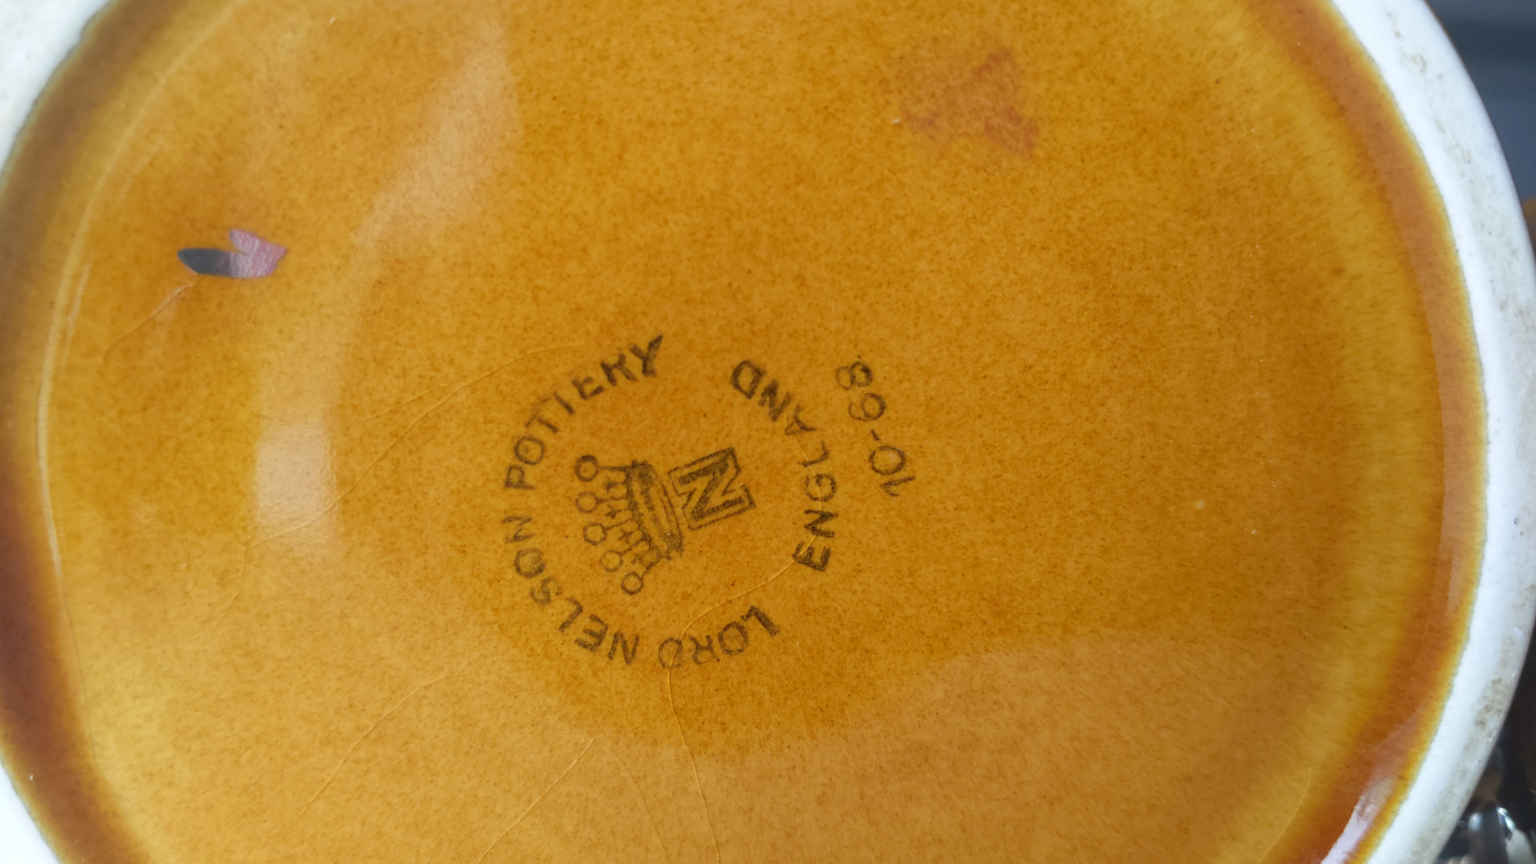 LORD NELSON POTTERY
N
ENGLAND
10-68